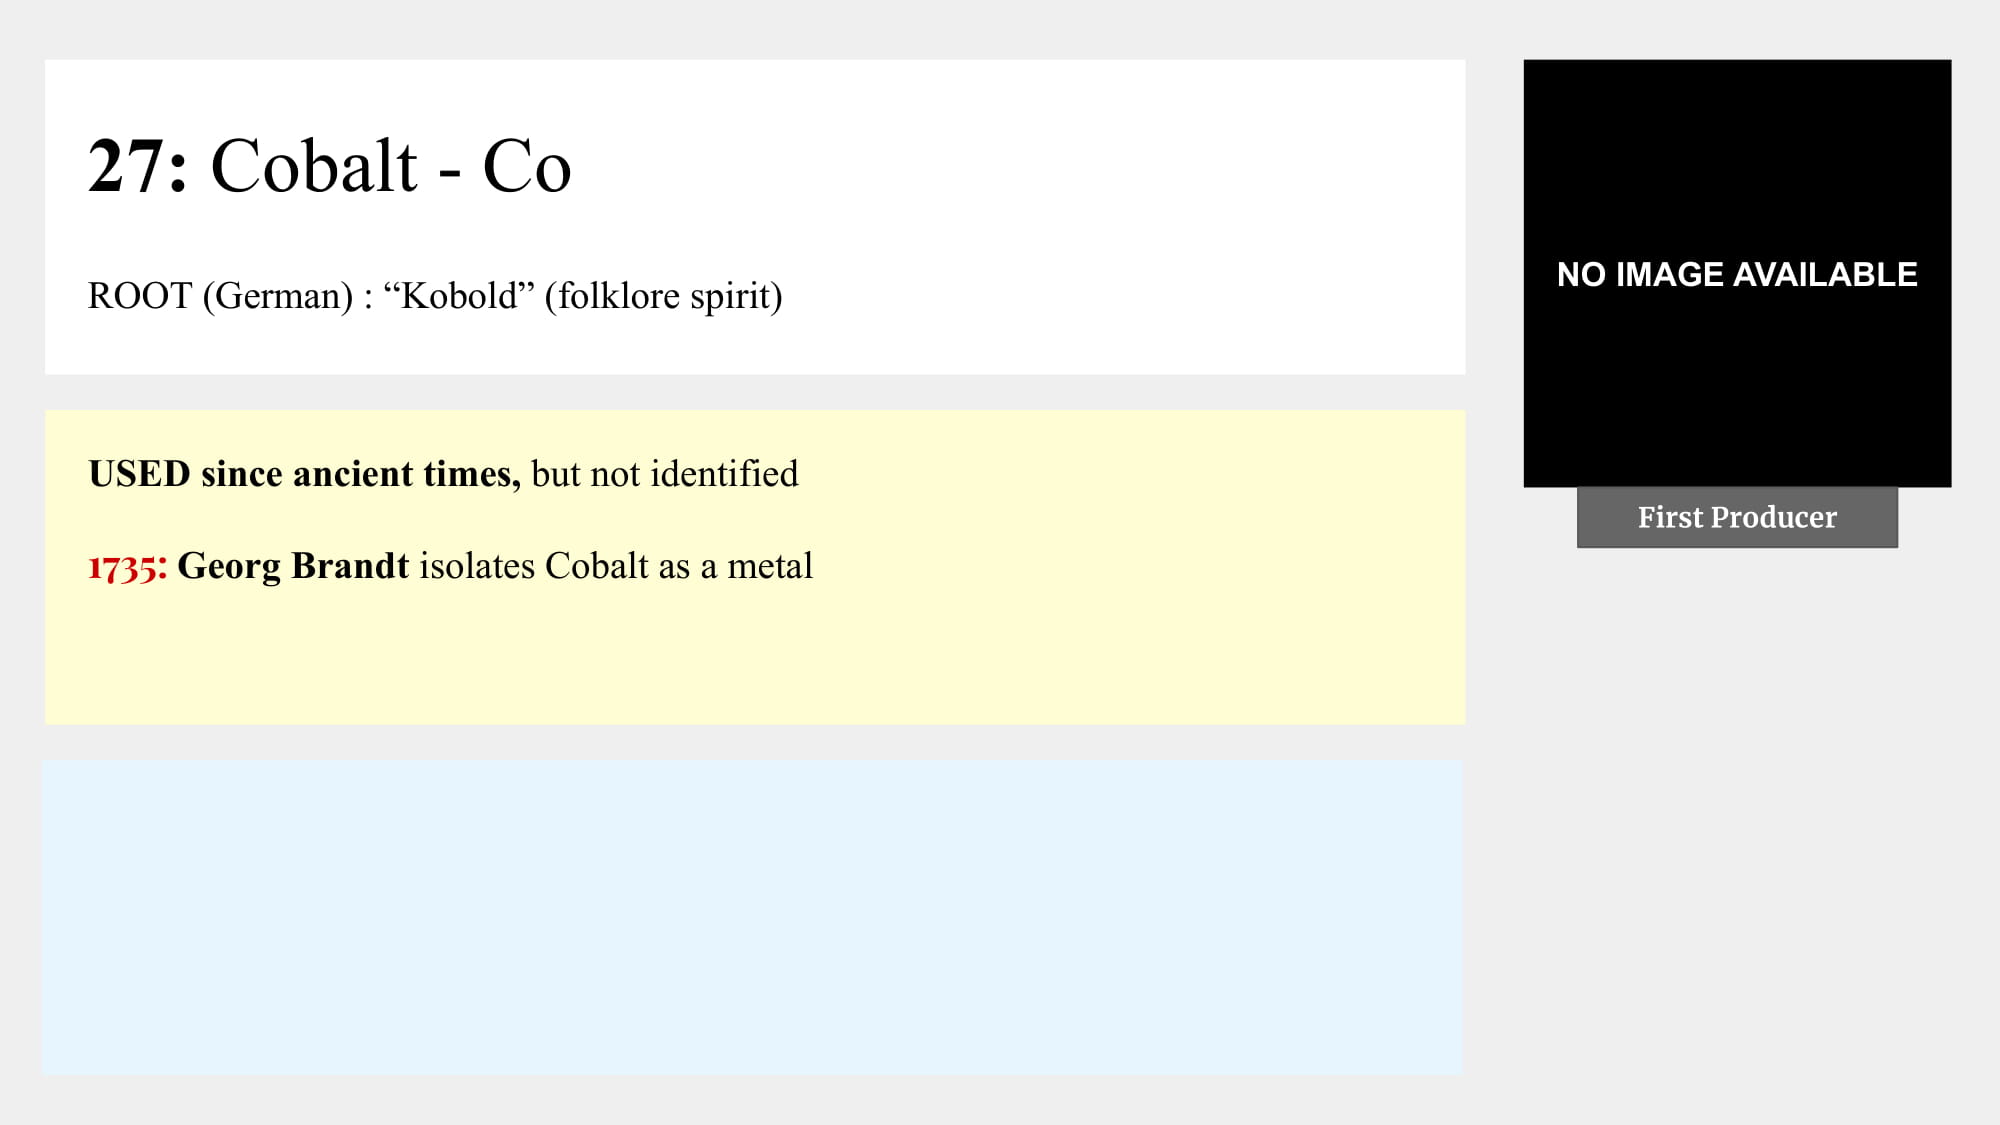 27: Cobalt - Co
ROOT (German) : “Kobold” (folklore spirit)
USED since ancient times, but not identified
1735: Georg Brandt isolates Cobalt as a metal
NO IMAGE AVAILABLE
First Producer